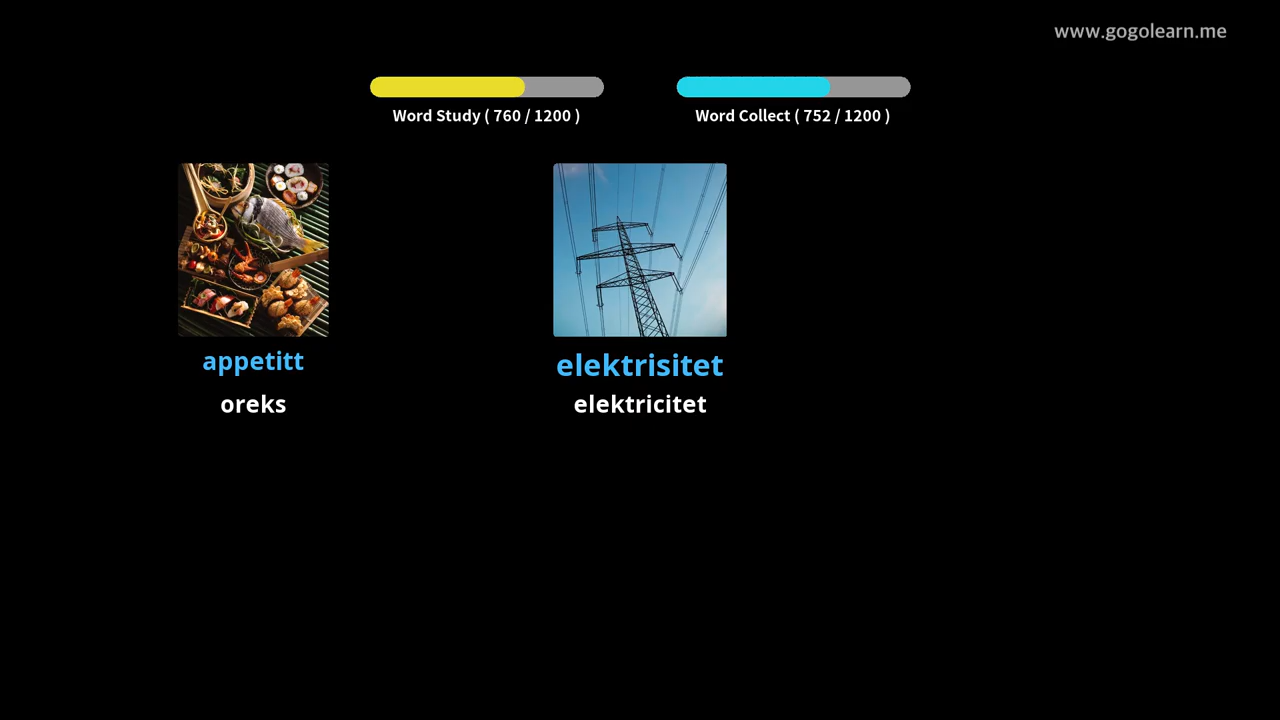 www.gogolearn.me
Word Study ( 760 / 1200 )
Word Collect ( 752 / 1200 )
appetitt
elektrisitet
oreks
elektricitet